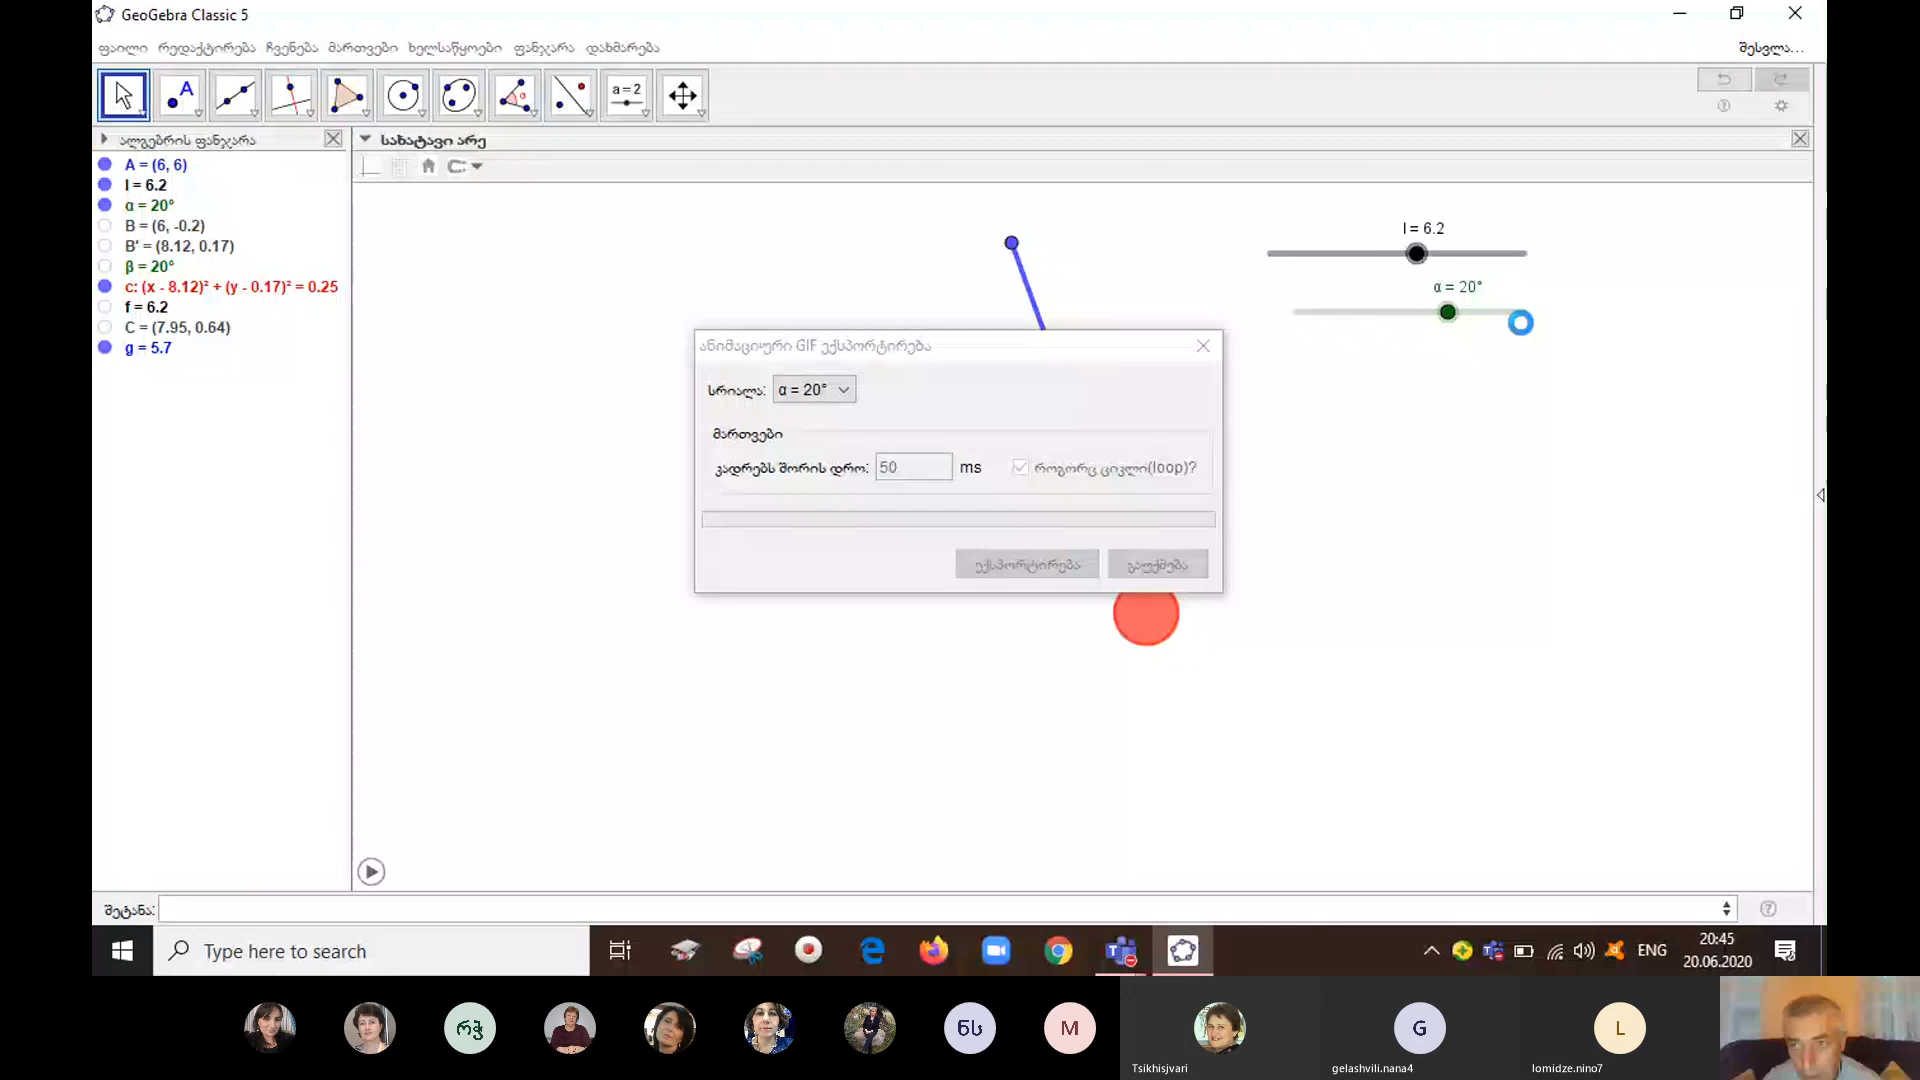 GeoGebra Classic 5
ფაილი რედაქტირება ჩვენება მართვები ხელსაწყოები ფანჯარა დახმარება
შესვლა...
A
a = 2
ალგებრის ფანჯარა
სახატავი არე
A = (6, 6)
l = 6.2
α = 20°
B = (6, -0.2)
B' = (8.12, 0.17)
β = 20°
c: (x - 8.12)² + (y - 0.17)² = 0.25
f = 6.2
C = (7.95, 0.64)
g = 5.7
l = 6.2
α = 20°
ანიმაციური GIF ექსპორტირება
სრიალა: α = 20°
მართვები
კადრებს შორის დრო: 50 ms როგორც ციკლი(loop)?
ექსპორტირება გაუქმება
შეტანა:
Type here to search
ENG
20:45
20.06.2020
რჭ
ნს
M
G
L
Tsikhisjvari
gelashvili.nana4
lomidze.nino7